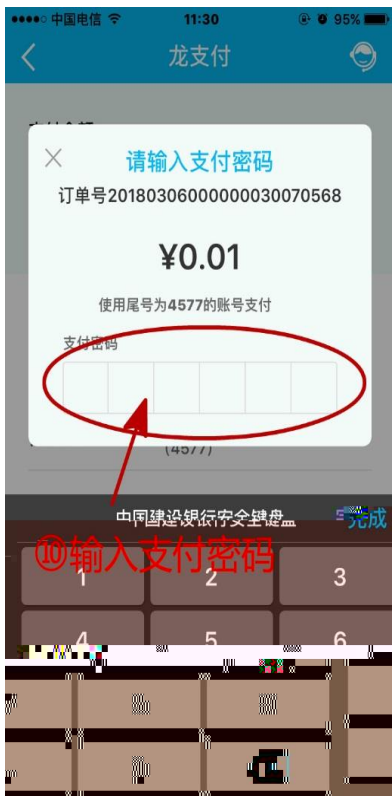 中国电信 11:30 95%
龙支付
请输入支付密码
订单号20180306000000030070568
¥0.01
使用尾号为4577的账号支付
支付密码
(4577)
中国建设银行安全键盘 完成
⑩输入支付密码
1 2 3
4 5 6